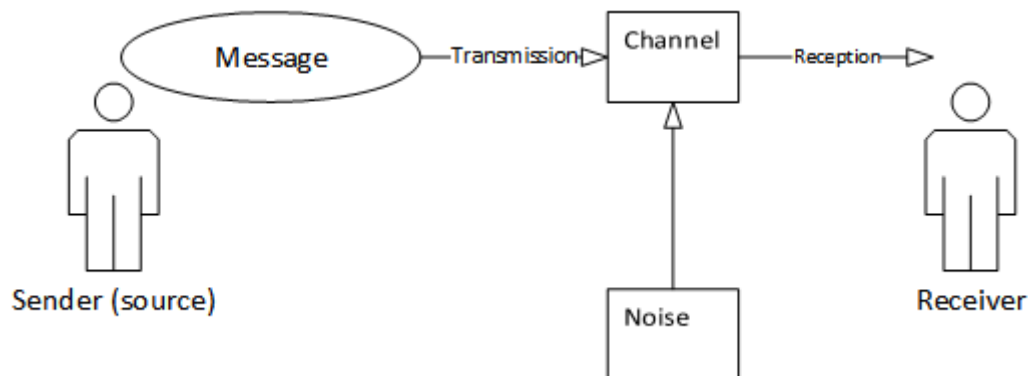 Message
Transmission
Channel
Reception
Sender (source)
Noise
Receiver